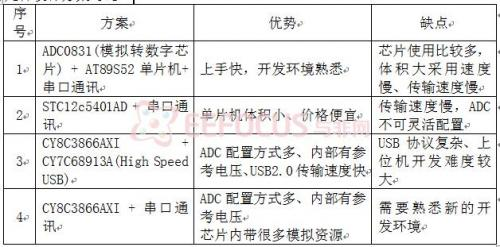 序号 方案 优势 缺点
1 ADC0831(模拟转数字芯片) + AT89S52 单片机+串口通讯 上手快，开发环境熟悉 芯片使用比较多，体积大采用速度慢、传输速度慢
2 STC12c5401AD + 串口通讯 单片机体积小、价格便宜 传输速度慢，ADC不可灵活配置
3 CY8C3866AXI + CY7C68913A(High Speed USB) ADC 配置方式多、内部有参考电压、USB2.0 传输速度快 USB 协议复杂、上位机开发难度较大
4 CY8C3866AXI + 串口通讯 ADC 配置方式多、内部有参考电压 芯片内带很多模拟资源 需要熟悉新的开发环境
EEFOCUS 与非网